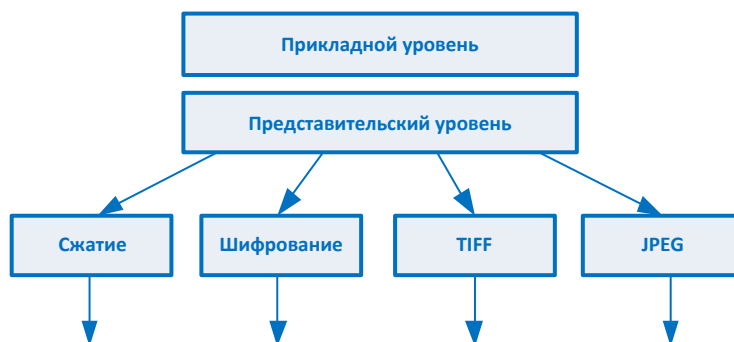 Прикладной уровень
Представительский уровень
Сжатие
Шифрование
TIFF
JPEG